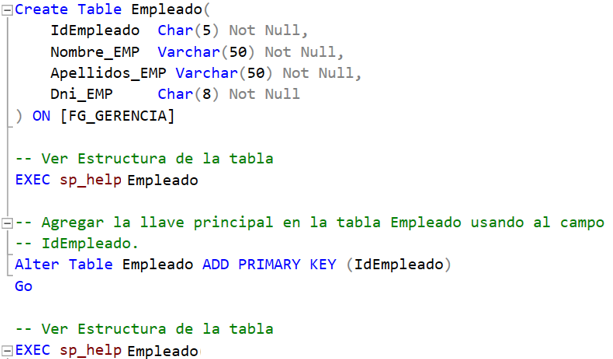 Create Table Empleado(
IdEmpleado Char(5) Not Null,
Nombre_EMP Varchar(50) Not Null,
Apellidos_EMP Varchar(50) Not Null,
Dni_EMP Char(8) Not Null
) ON [FG_GERENCIA]
-- Ver Estructura de la tabla
EXEC sp_help Empleado
-- Agregar la llave principal en la tabla Empleado usando al campo
-- IdEmpleado.
Alter Table Empleado ADD PRIMARY KEY (IdEmpleado)
Go
-- Ver Estructura de la tabla
EXEC sp_help Empleado